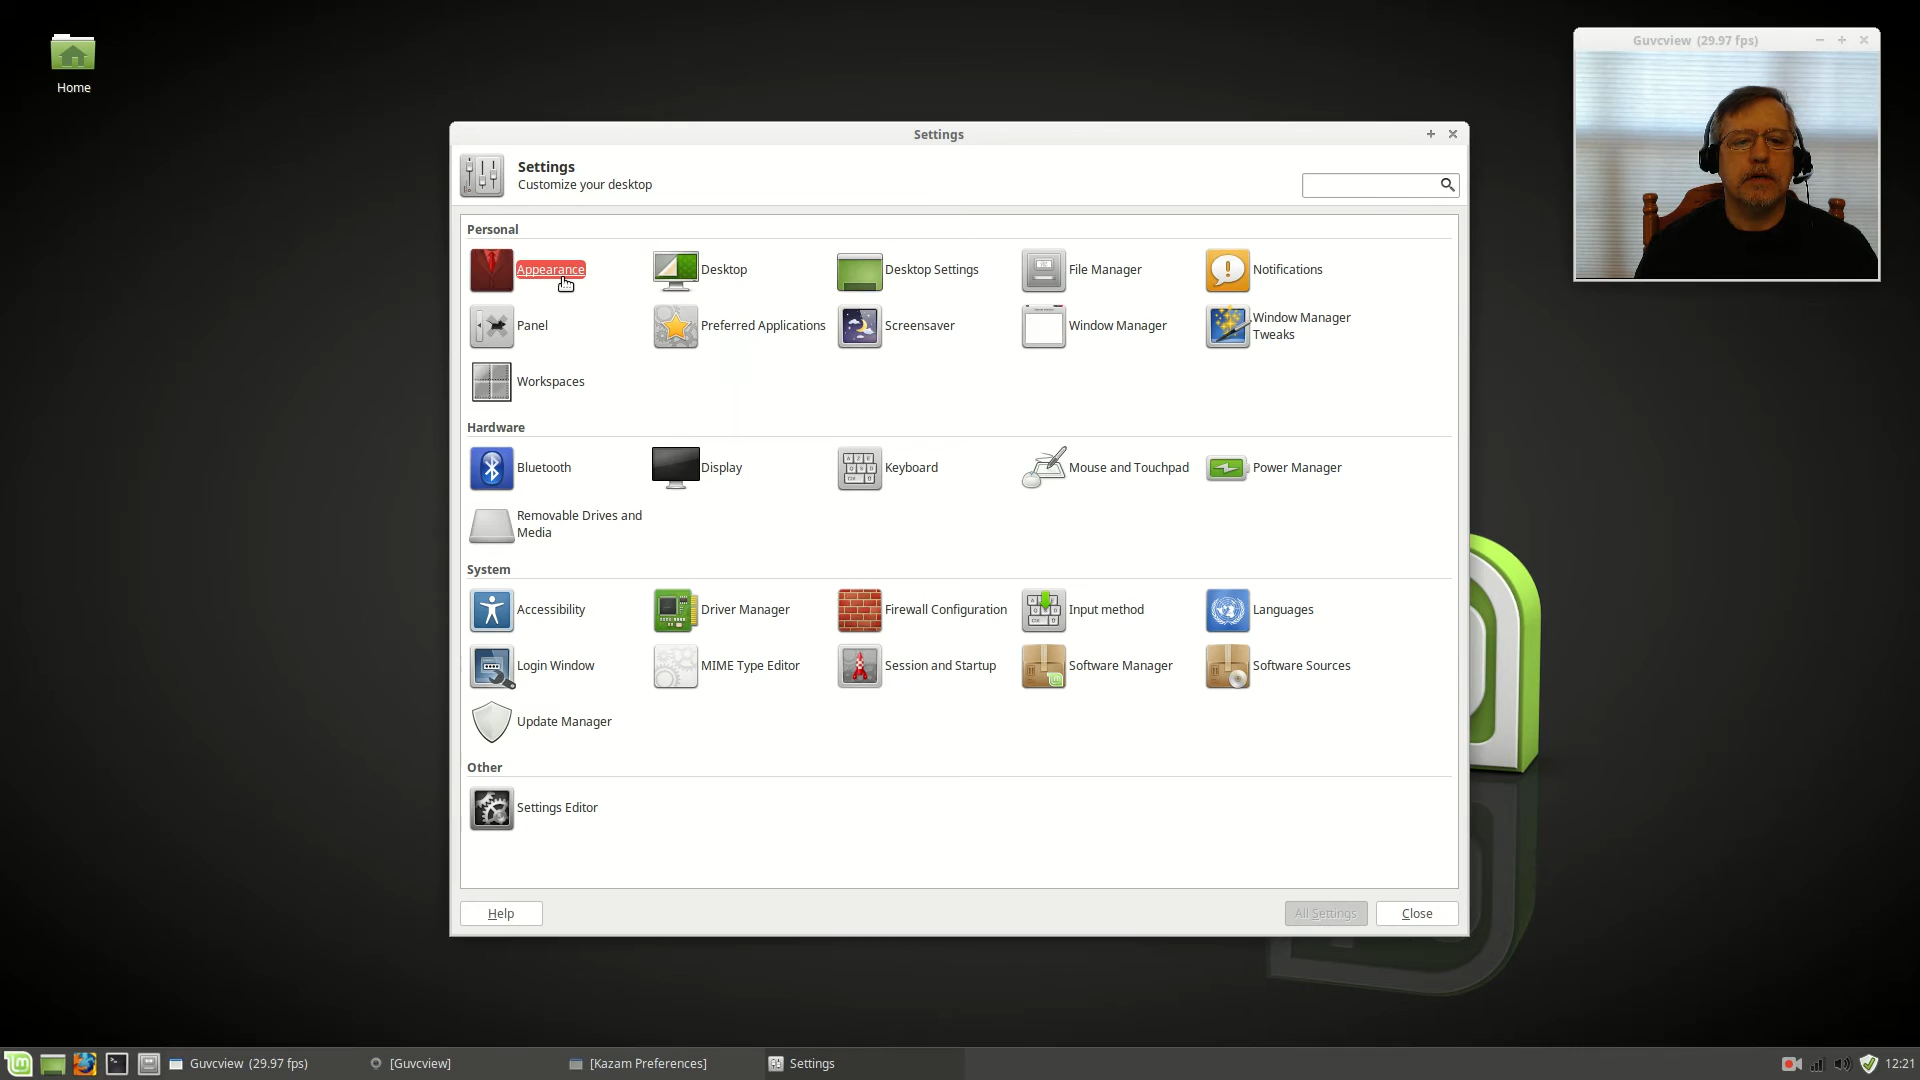 Home
Guvcview (29.97 fps)
Settings
Settings
Customize your desktop
Personal
Appearance
Desktop
Desktop Settings
File Manager
Notifications
Panel
Preferred Applications
Screensaver
Window Manager
Window Manager
Tweaks
Workspaces
Hardware
Bluetooth
Display
Keyboard
Mouse and Touchpad
Power Manager
Removable Drives and
Media
System
Accessibility
Driver Manager
Firewall Configuration
Input method
Languages
Login Window
MIME Type Editor
Session and Startup
Software Manager
Software Sources
Update Manager
Other
Settings Editor
Help
All Settings
Close
Guvcview (29.97 fps)
[Guvcview]
[Kazam Preferences]
Settings
12:21